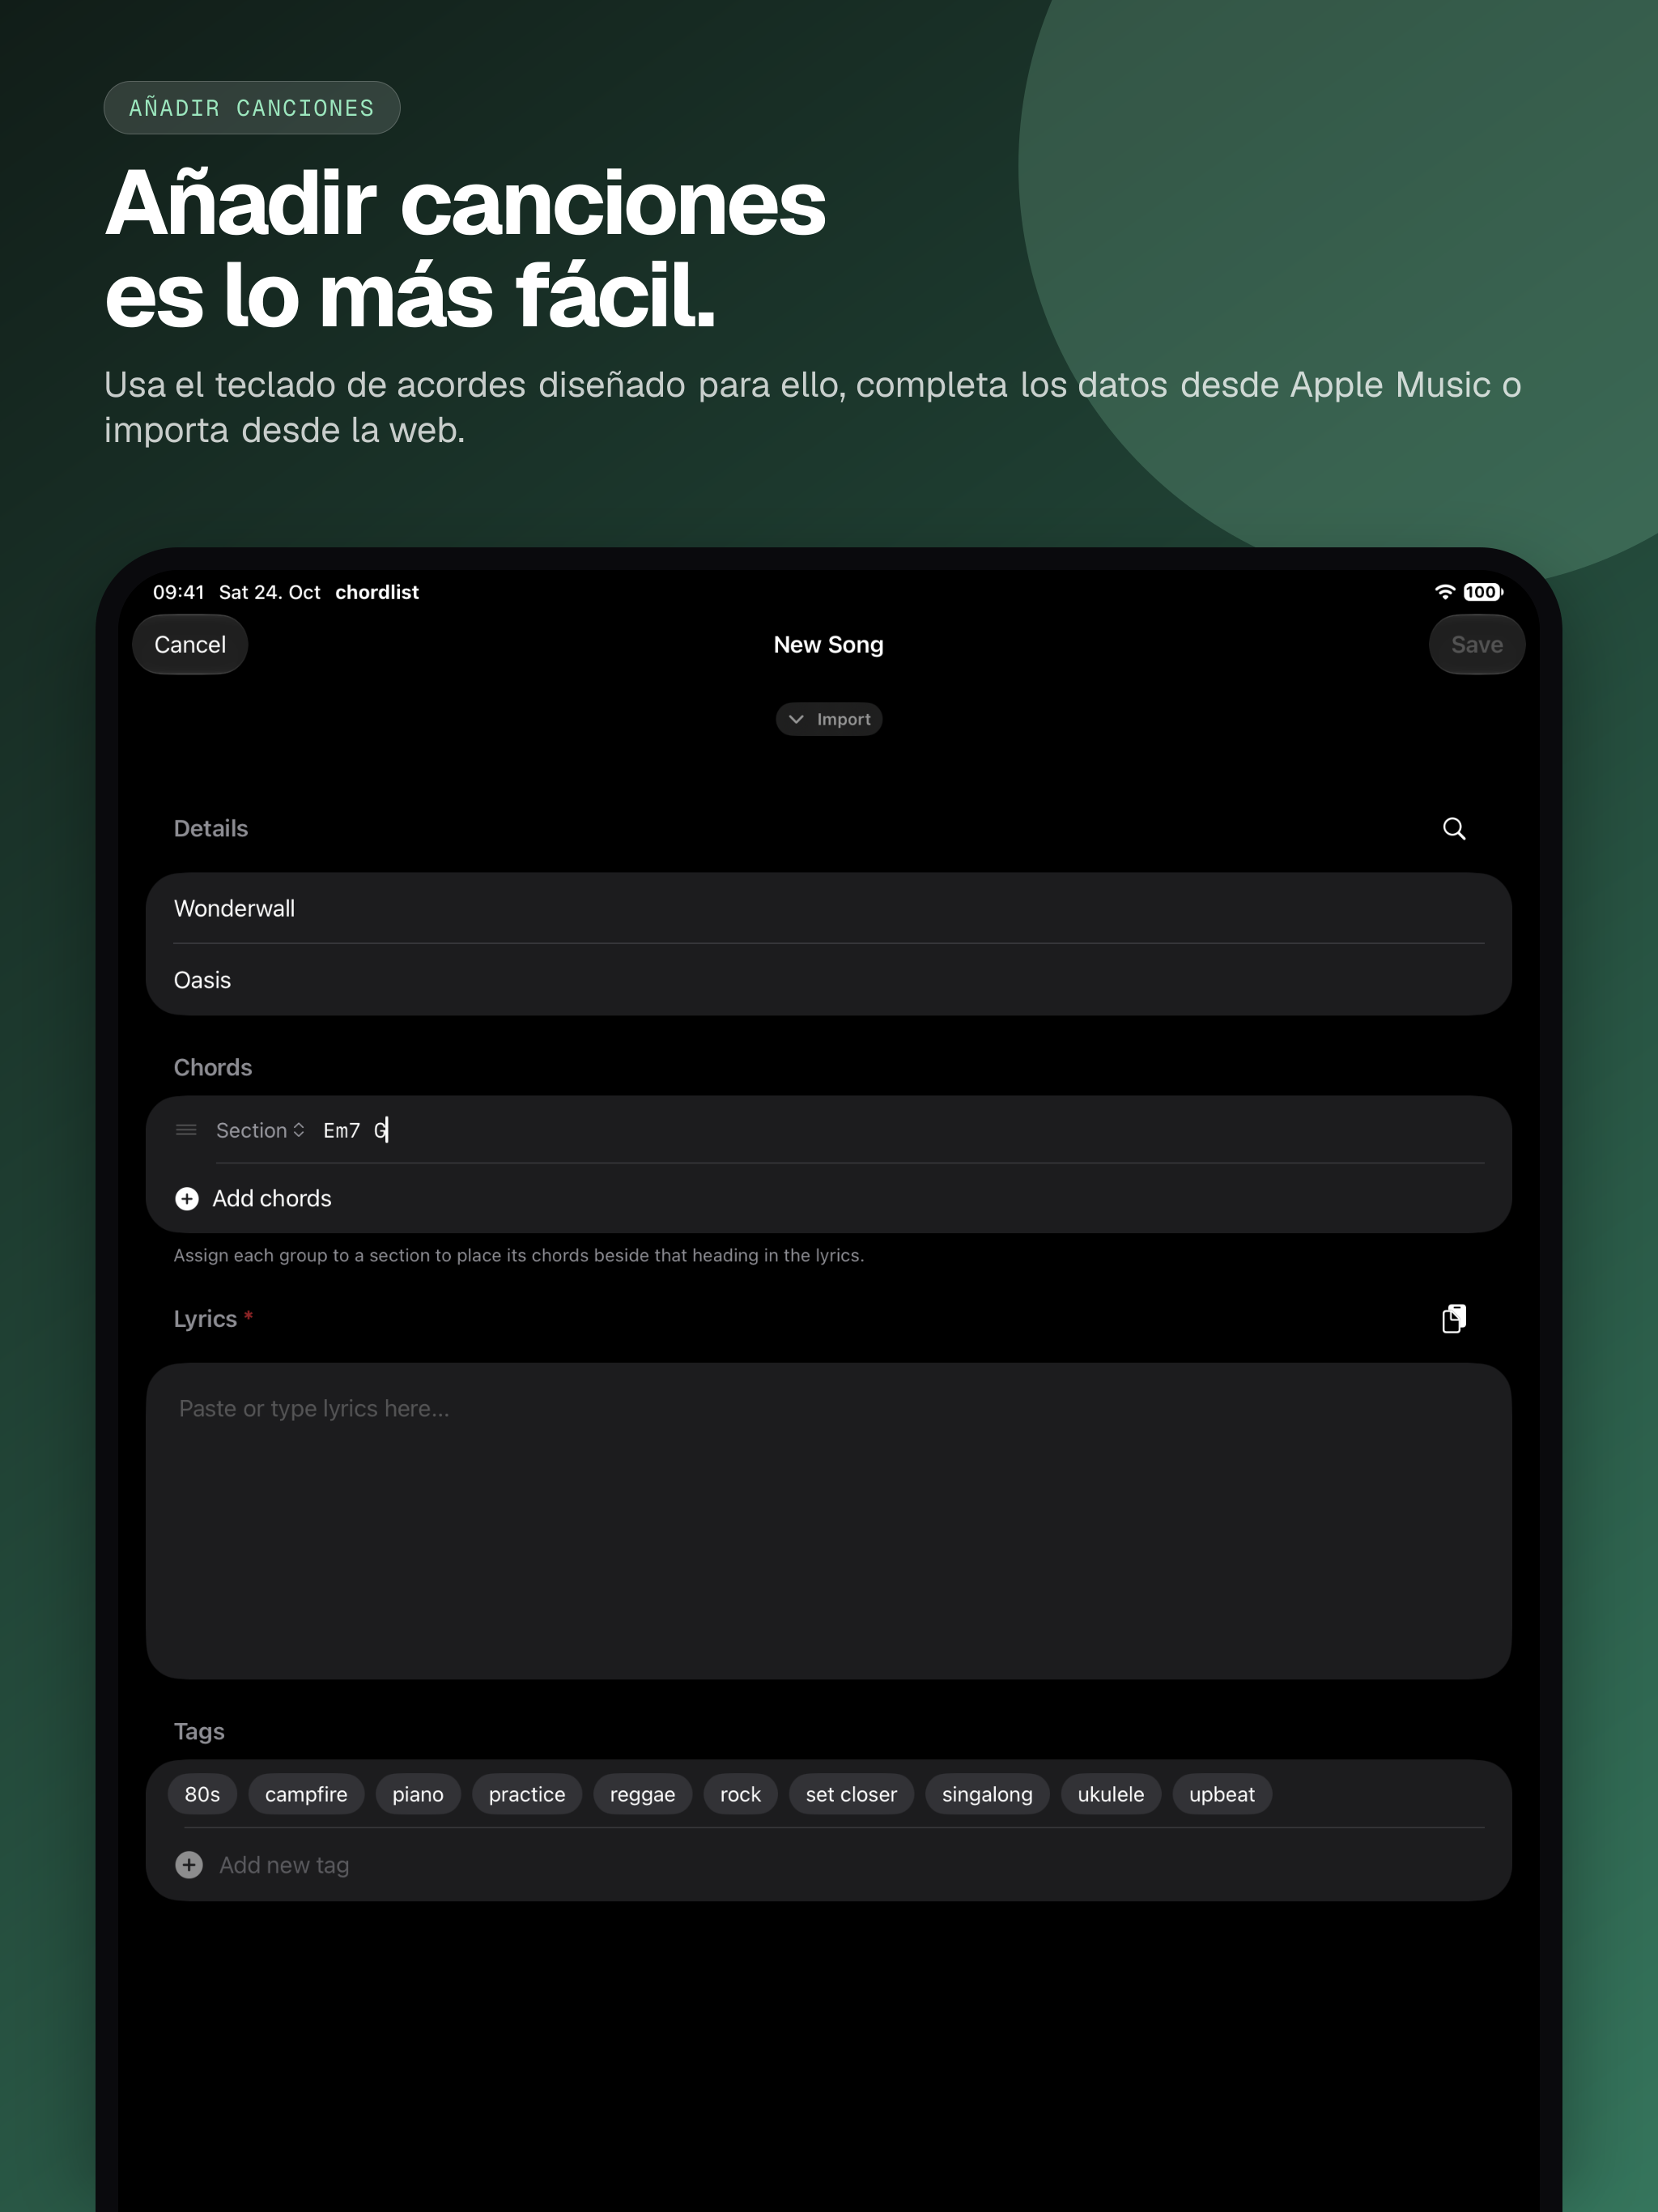 AÑADIR CANCIONES
Añadir canciones
es lo más fácil.
Usa el teclado de acordes diseñado para ello, completa los datos desde Apple Music o
importa desde la web.
09:41 Sat 24. Oct chordlist 100
Cancel New Song Save
Import
Details
Wonderwall
Oasis
Chords
Section Em7 G
Add chords
Assign each group to a section to place its chords beside that heading in the lyrics.
Lyrics *
Paste or type lyrics here...
Tags
80s campfire piano practice reggae rock set closer singalong ukulele upbeat
Add new tag